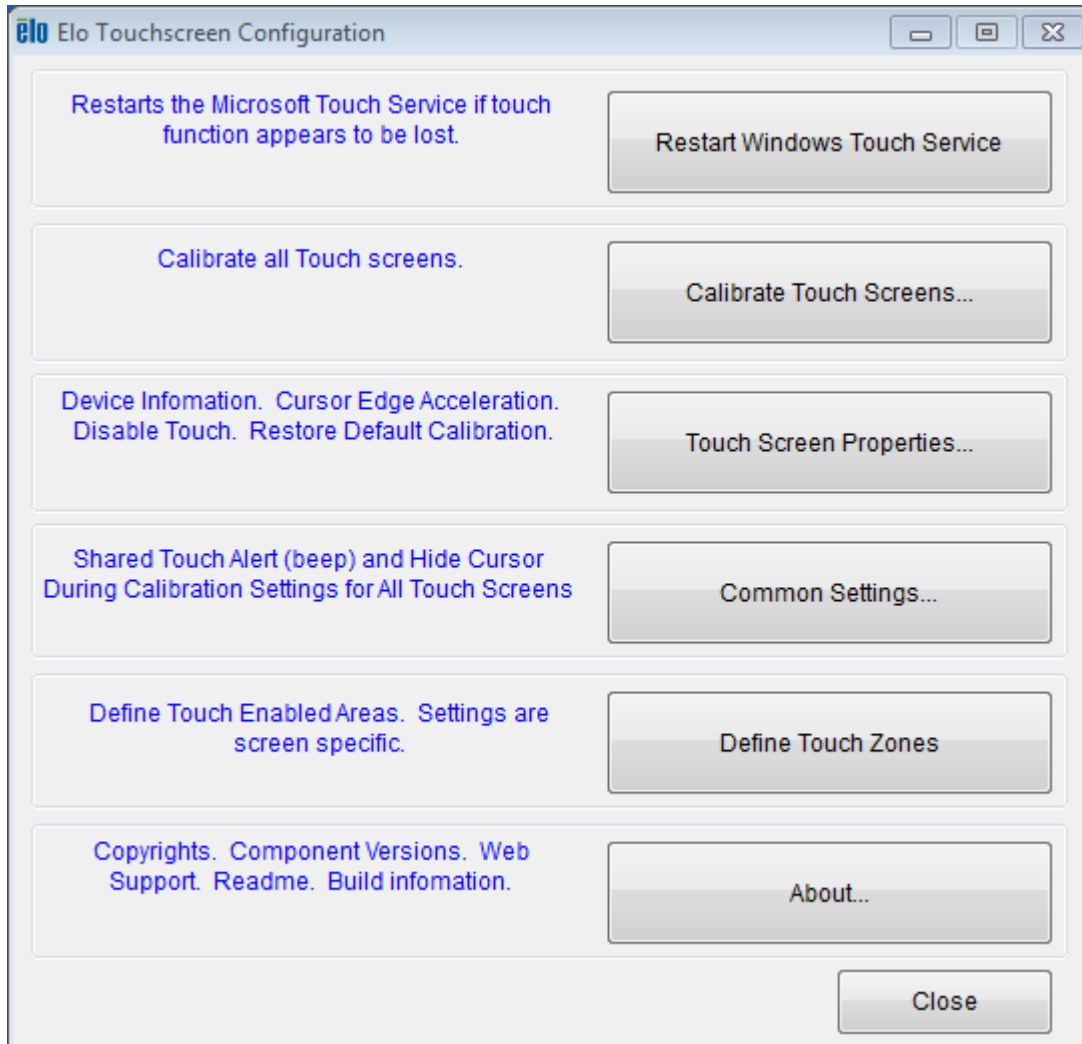 elo Elo Touchscreen Configuration
Restarts the Microsoft Touch Service if touch
function appears to be lost.
Restart Windows Touch Service
Calibrate all Touch screens.
Calibrate Touch Screens...
Device Infomation. Cursor Edge Acceleration.
Disable Touch. Restore Default Calibration.
Touch Screen Properties...
Shared Touch Alert (beep) and Hide Cursor
During Calibration Settings for All Touch Screens
Common Settings...
Define Touch Enabled Areas. Settings are
screen specific.
Define Touch Zones
Copyrights. Component Versions. Web
Support. Readme. Build infomation.
About...
Close